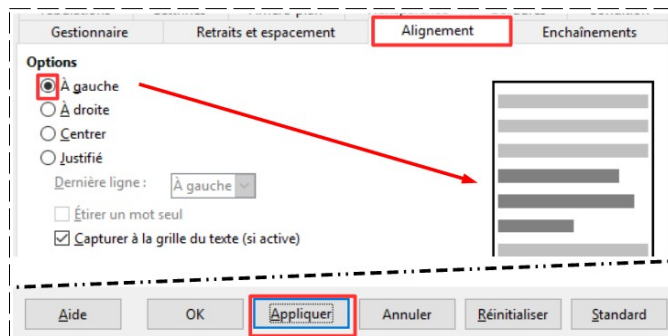 Gestionnaire Retraits et espacement Alignement Enchaînements
Options
À gauche
À droite
Centrer
Justifié
Dernière ligne : À gauche
Étirer un mot seul
Capturer à la grille du texte (si active)
Aide OK Appliquer Annuler Réinitialiser Standard